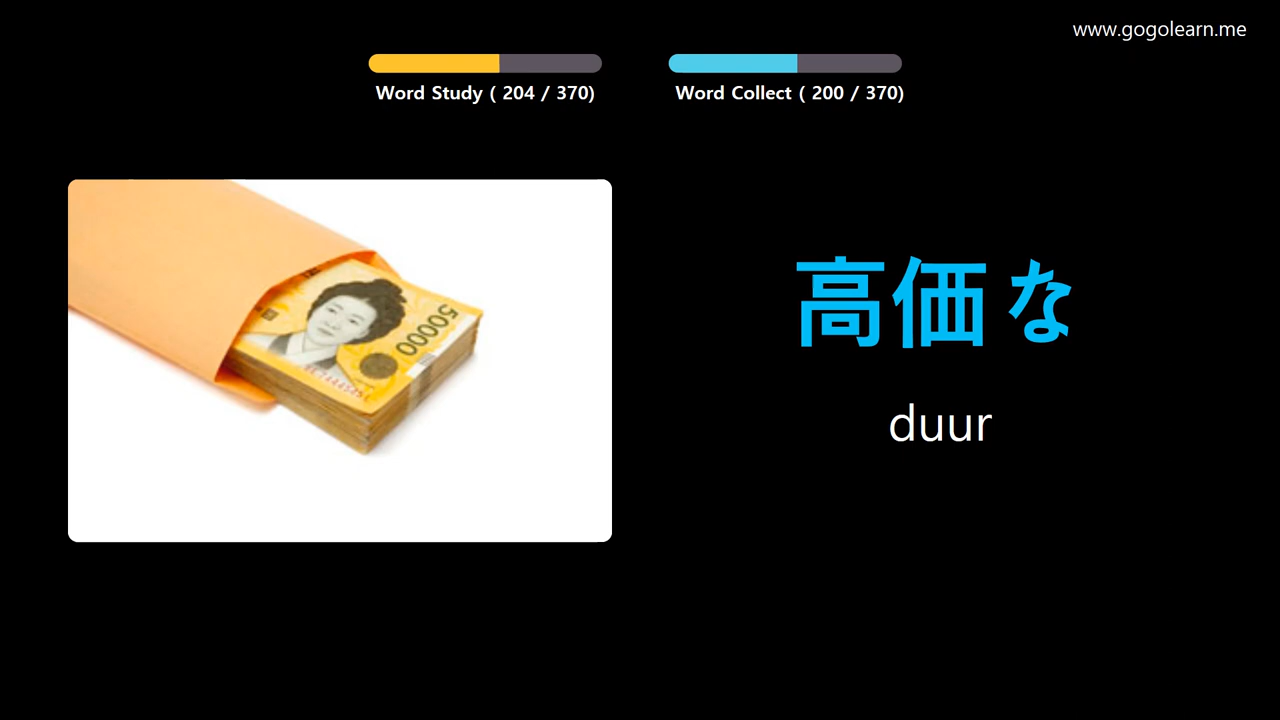 www.gogolearn.me
Word Study ( 204 / 370)
Word Collect ( 200 / 370)
高価な
duur
50000